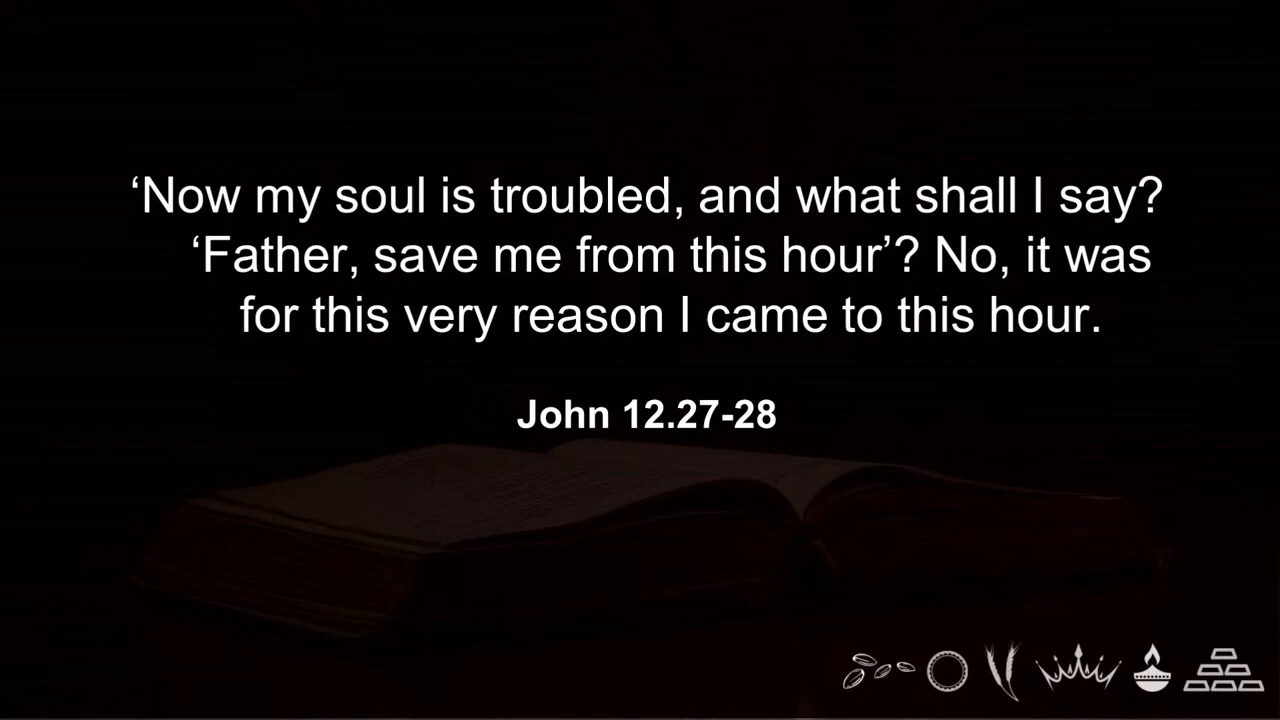 ‘Now my soul is troubled, and what shall I say?
‘Father, save me from this hour’? No, it was
for this very reason I came to this hour.
John 12.27-28